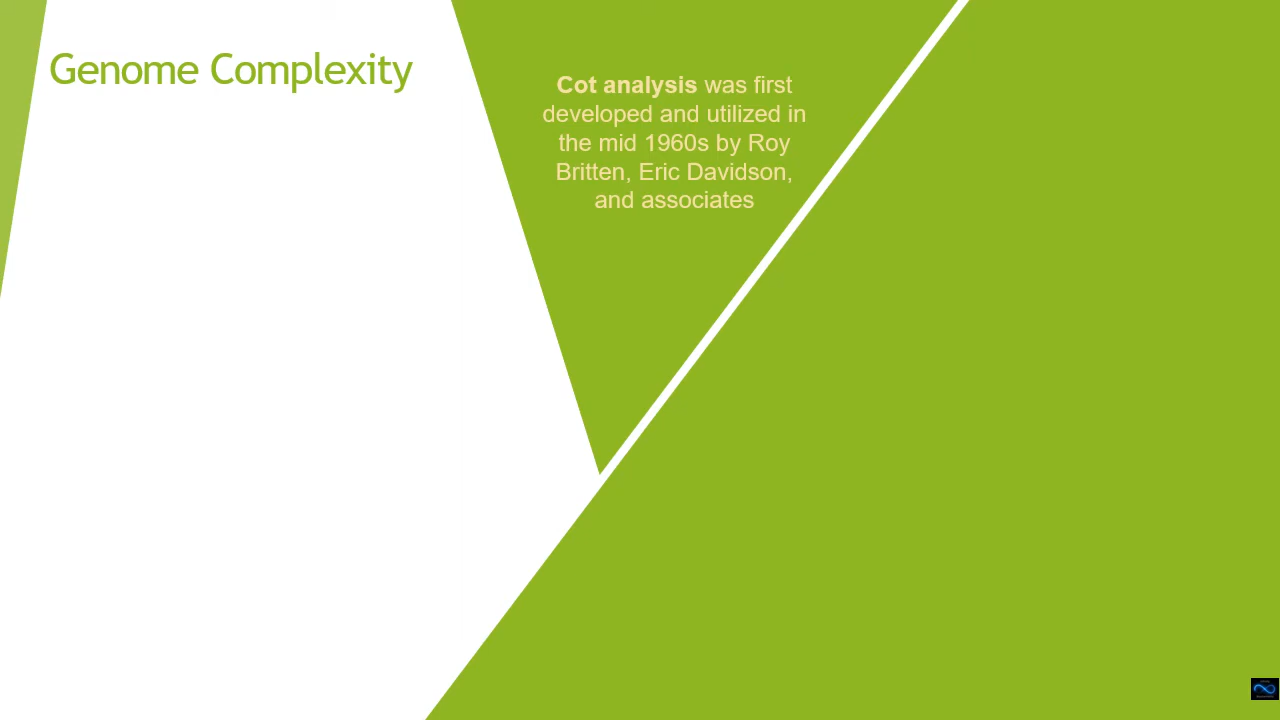 Genome Complexity
Cot analysis was first
developed and utilized in
the mid 1960s by Roy
Britten, Eric Davidson,
and associates